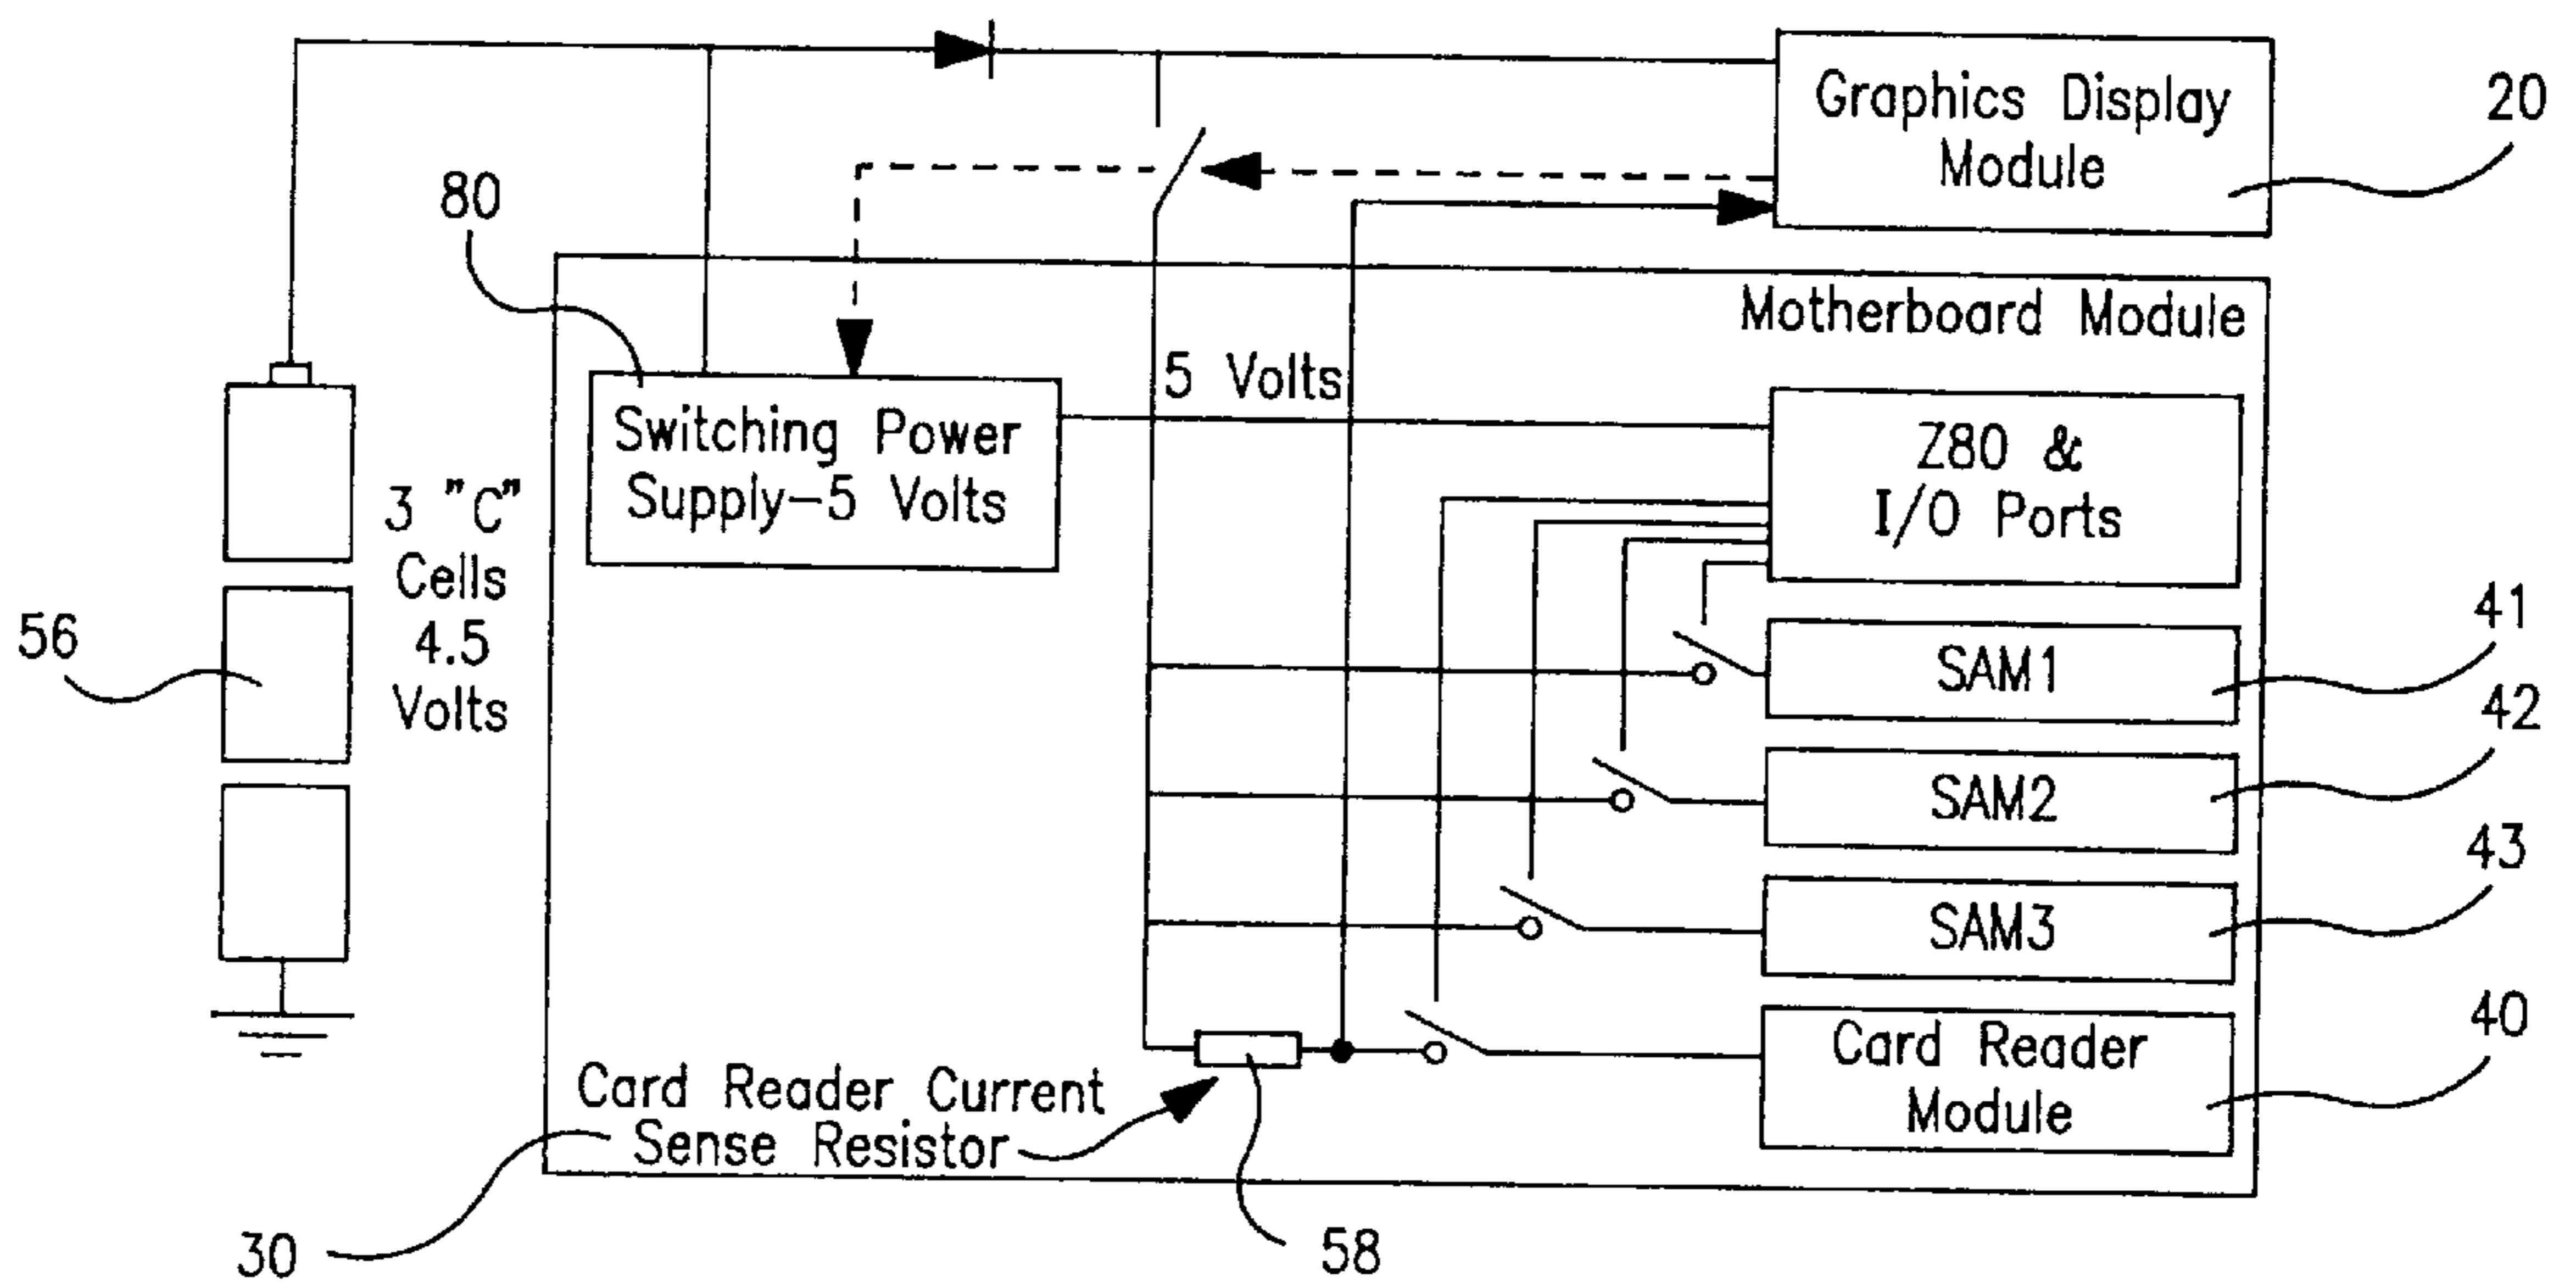 Graphics Display
Module
20
80
Motherboard Module
5 Volts
Switching Power
Supply-5 Volts
Z80 &
I/O Ports
3 "C"
Cells
4.5
Volts
56
SAM1
41
SAM2
42
SAM3
43
Card Reader
Module
40
Card Reader Current
Sense Resistor
30
58